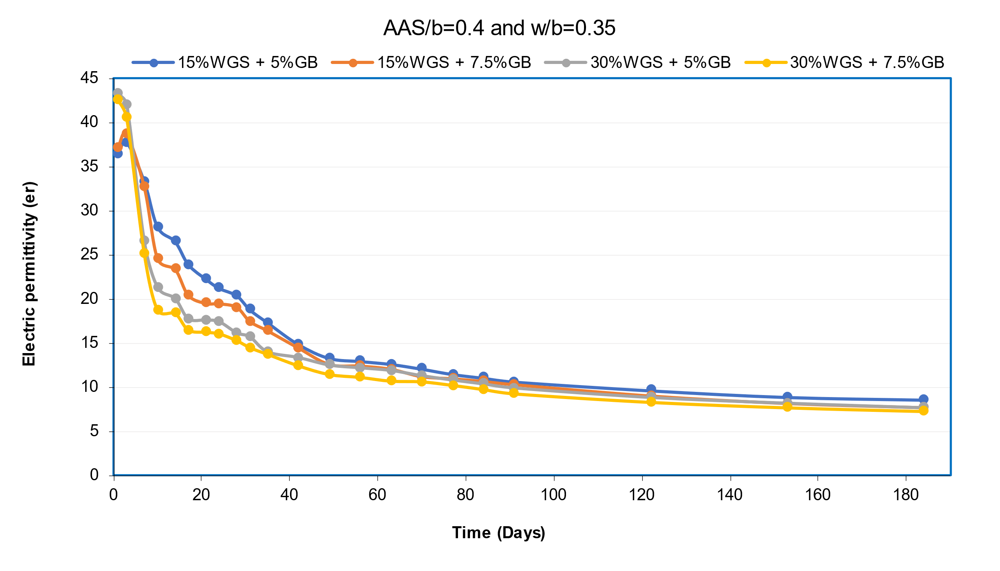 AAS/b=0.4 and w/b=0.35
15%WGS + 5%GB 15%WGS + 7.5%GB 30%WGS + 5%GB 30%WGS + 7.5%GB
45
40
35
30
25
20
15
10
5
0
Electric permittivity (er)
0 20 40 60 80 100 120 140 160 180
Time (Days)